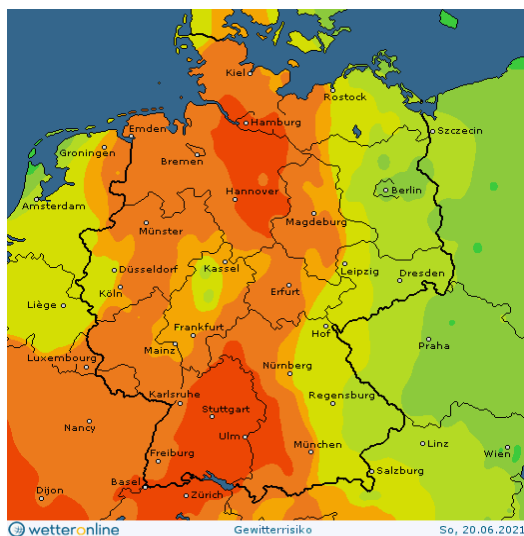 Kiel
Rostock
Hamburg
Emden
Szczecin
Groningen
Bremen
Berlin
Hannover
Amsterdam
Magdeburg
Münster
Düsseldorf
Kassel
Leipzig
Dresden
Köln
Erfurt
Liège
Frankfurt
Hof
Praha
Mainz
Luxembourg
Nürnberg
Karlsruhe
Regensburg
Stuttgart
Nancy
Ulm
Linz
München
Wien
Freiburg
Salzburg
Basel
Zürich
Dijon
wetteronline Gewitterrisiko So, 20.06.2021